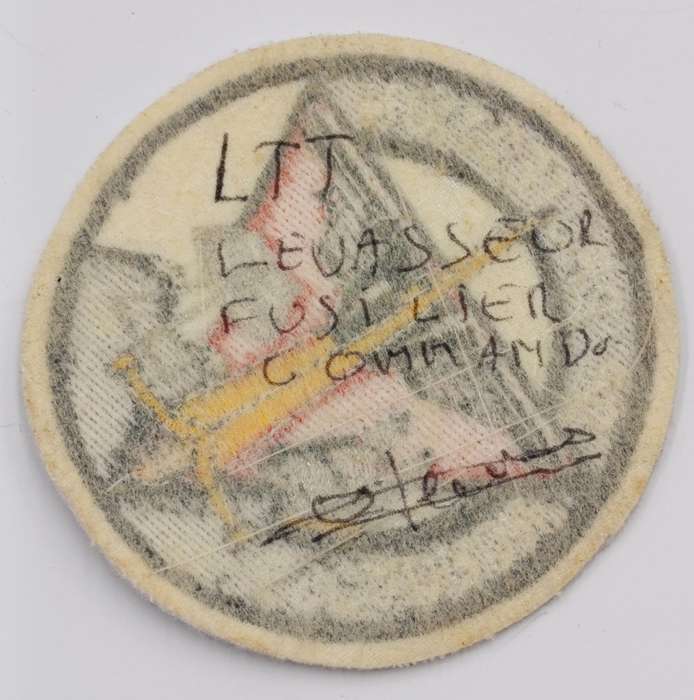 LTT
LEVASSEUR
FUSILIER
COMMANDO